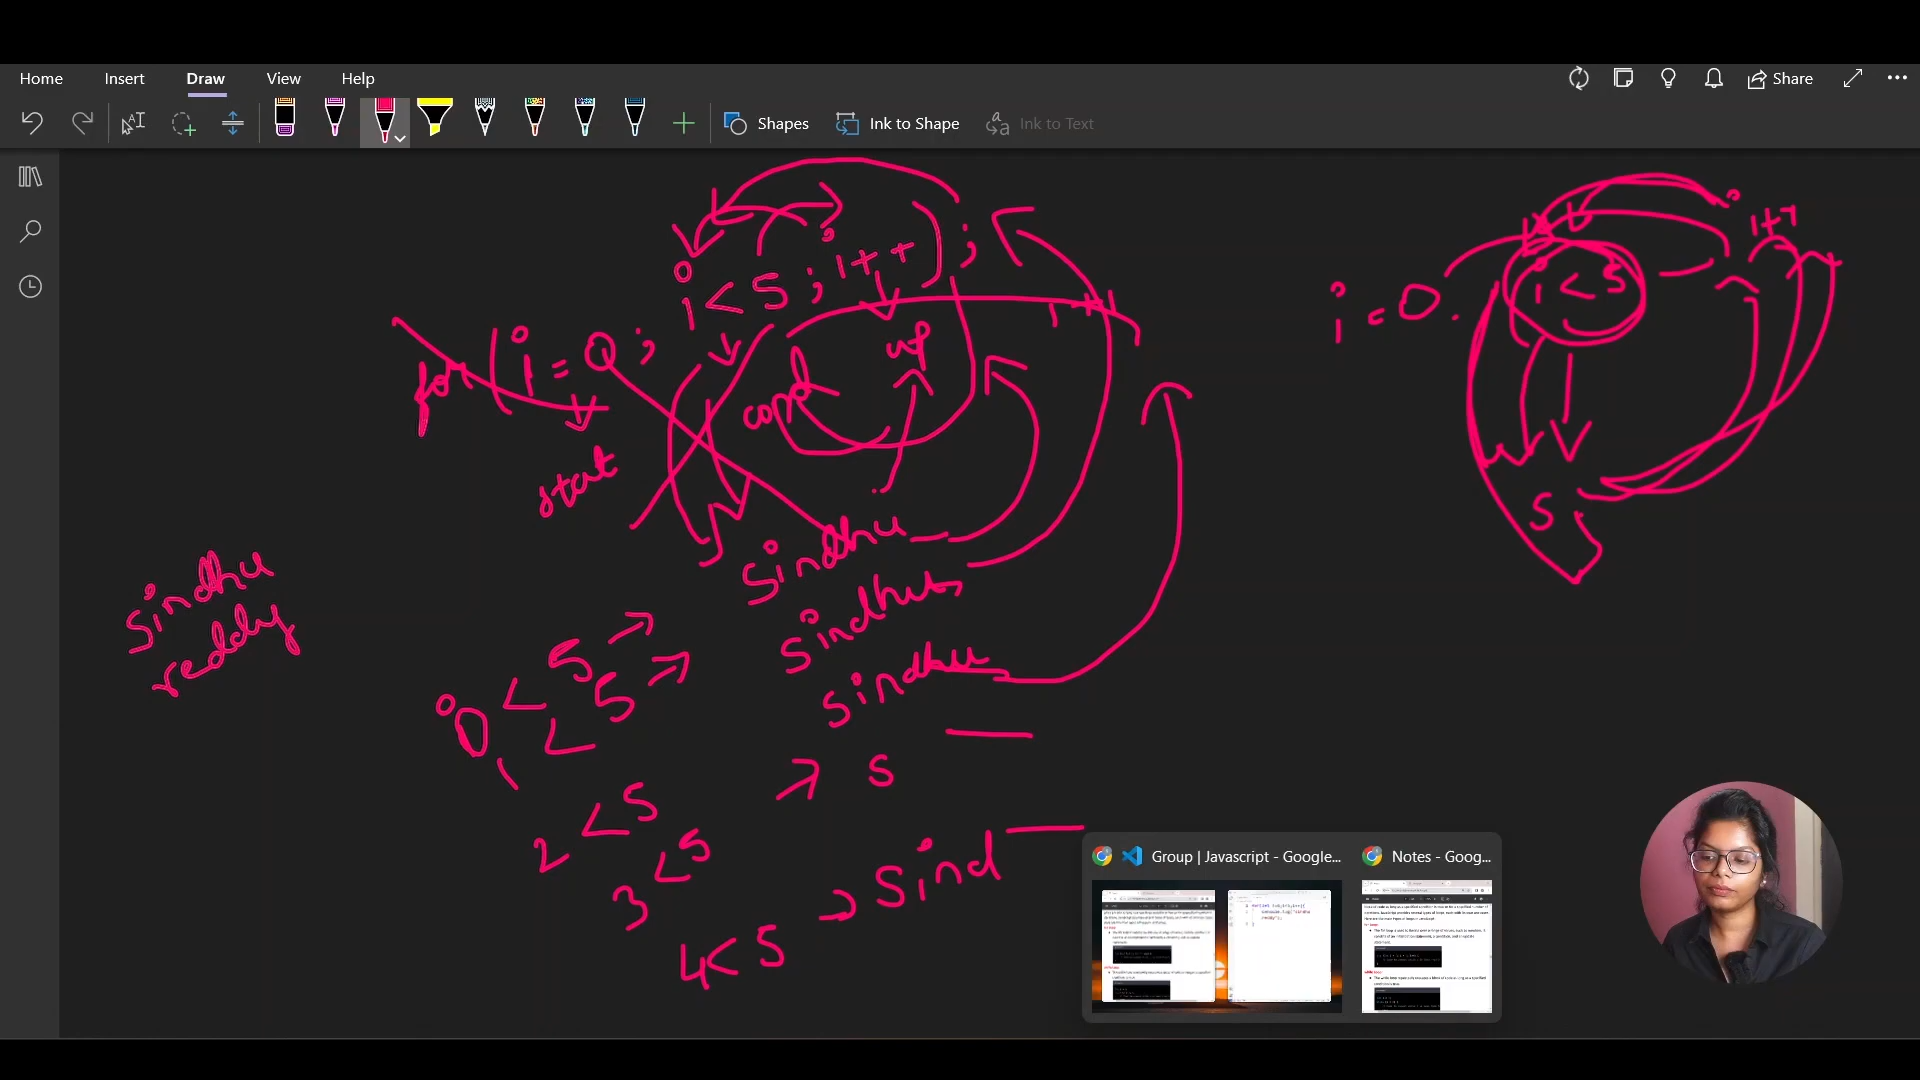 Home Insert Draw View Help
Share
Shapes Ink to Shape Ink to Text
i < 5 ; i++ ) ;
for ( i = 0 ;
cond
up
start
i++
i = 0
i < 5
S
Sindhu
reddy
Sindhu
Sindhu
Sindhu
0 < 5
1 < 5
2 < 5
S
3 < 5
4 < 5
Sind
Group | Javascript - Google...
Notes - Goog...